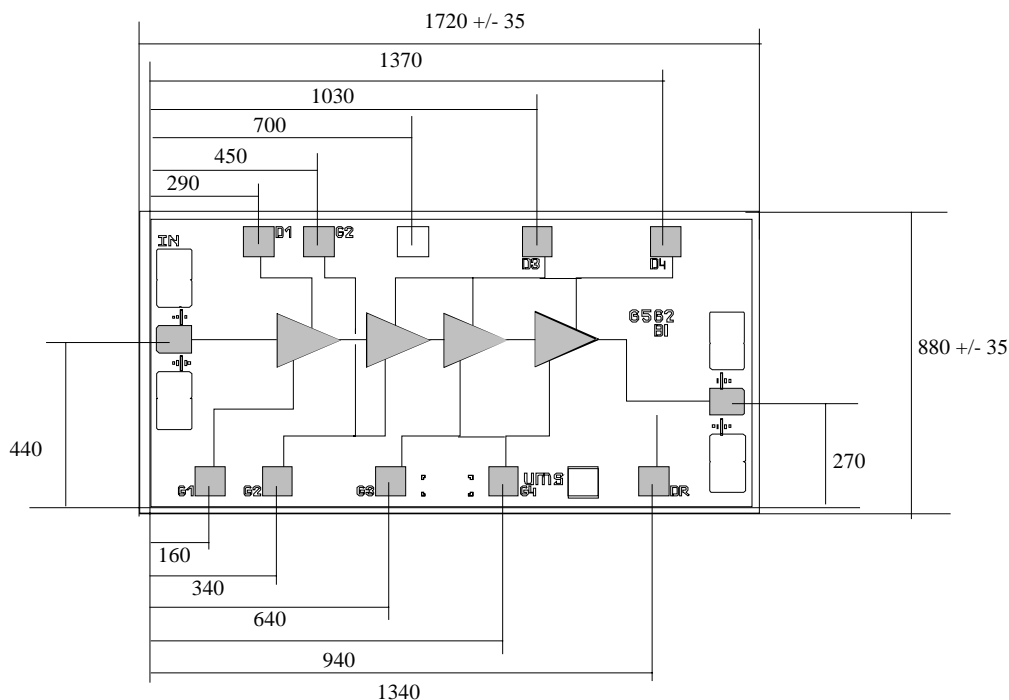 1720 +/- 35
1370
1030
700
450
290
IN
D1
G2
D3
D4
G562
BI
880 +/- 35
440
270
G1
G2
G3
G4
ums
DR
160
340
640
940
1340